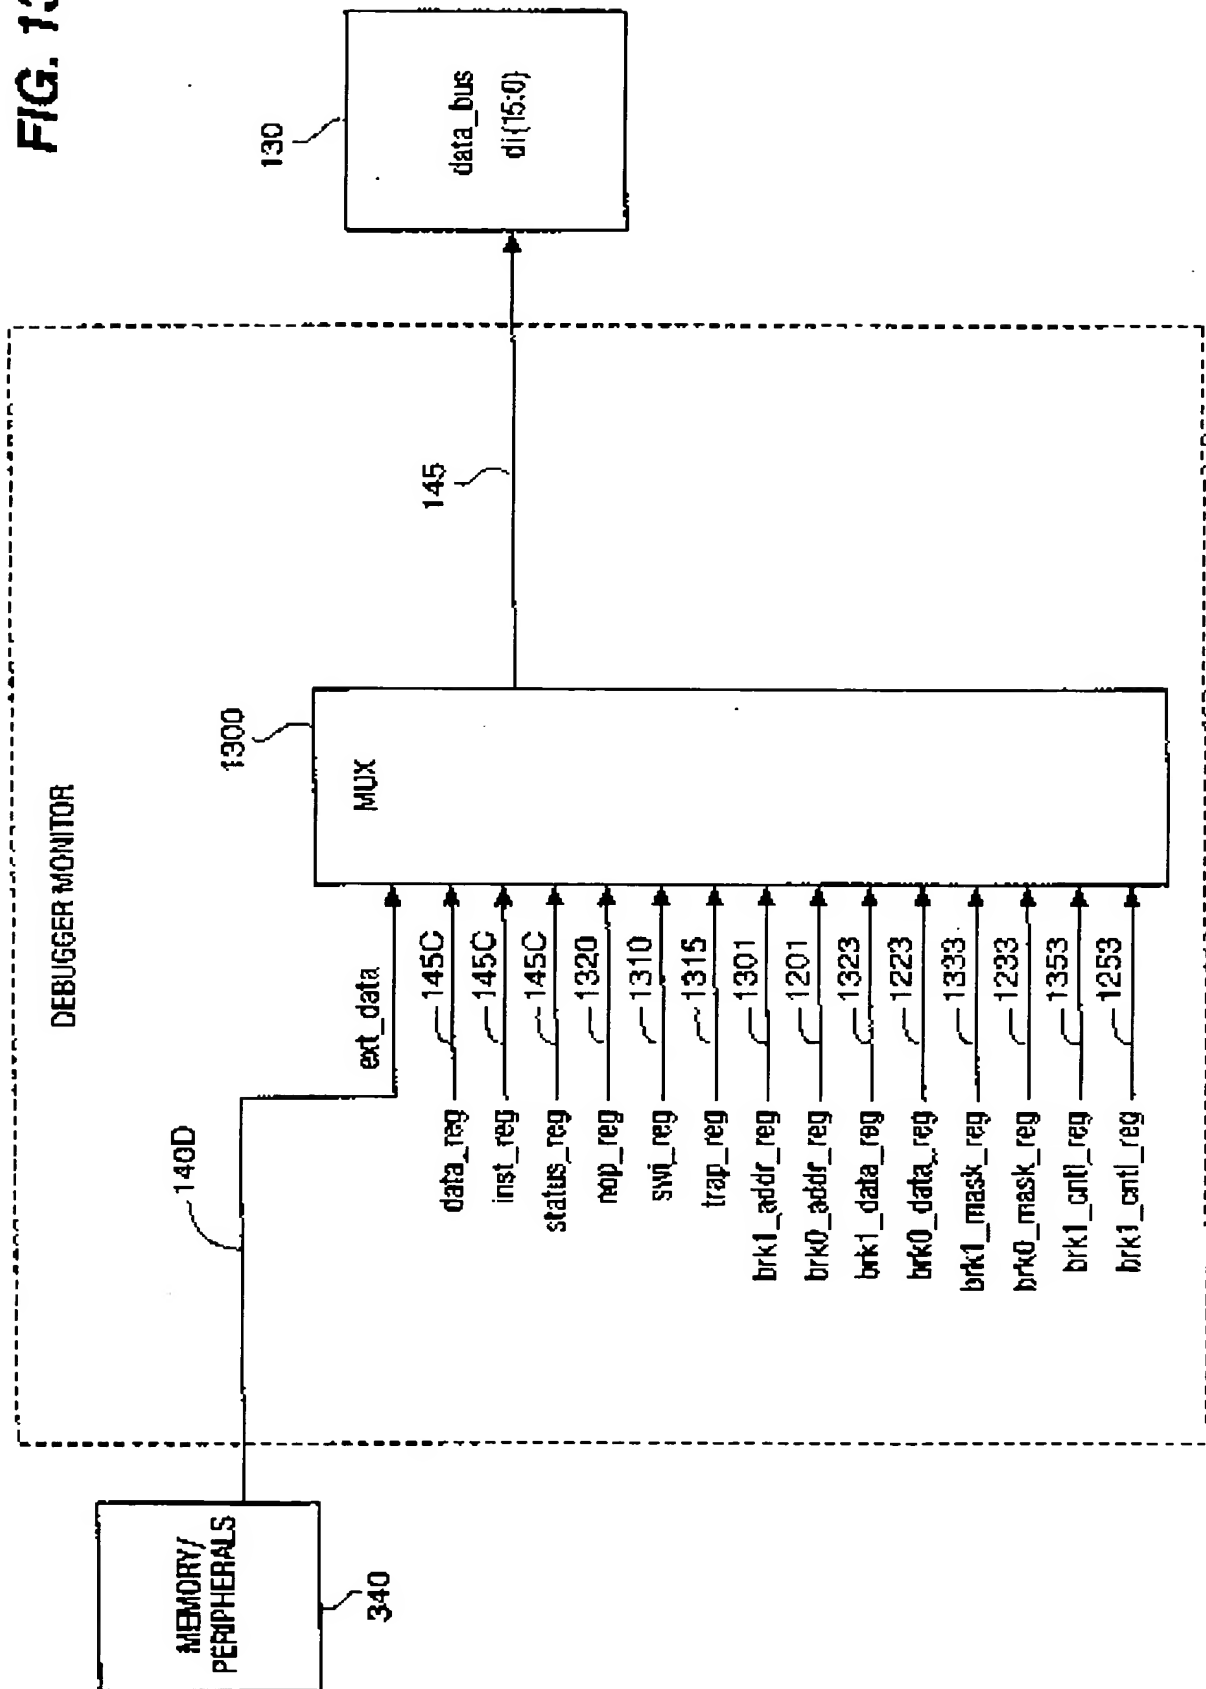 FIG. 13
DEBUGGER MONITOR
MEMORY/
PERIPHERALS
340
140D
ext_data
data_reg 145C
inst_reg 145C
status_reg 145C
nop_reg 1320
swi_reg 1310
trap_reg 1315
brk1_addr_reg 1301
brk0_addr_reg 1201
brk1_data_reg 1323
brk0_data_reg 1223
brk1_mask_reg 1333
brk0_mask_reg 1233
brk1_cntl_reg 1353
brk1_cntl_reg 1253
MUX
1300
145
130
data_bus
di(15:0)